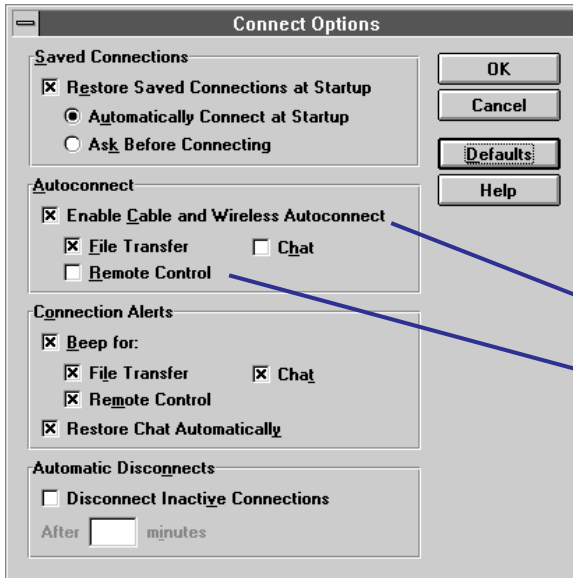 Connect Options
Saved Connections
Restore Saved Connections at Startup
Automatically Connect at Startup
Ask Before Connecting
OK
Cancel
Defaults
Help
Autoconnect
Enable Cable and Wireless Autoconnect
File Transfer Chat
Remote Control
Connection Alerts
Beep for:
File Transfer Chat
Remote Control
Restore Chat Automatically
Automatic Disconnects
Disconnect Inactive Connections
After minutes